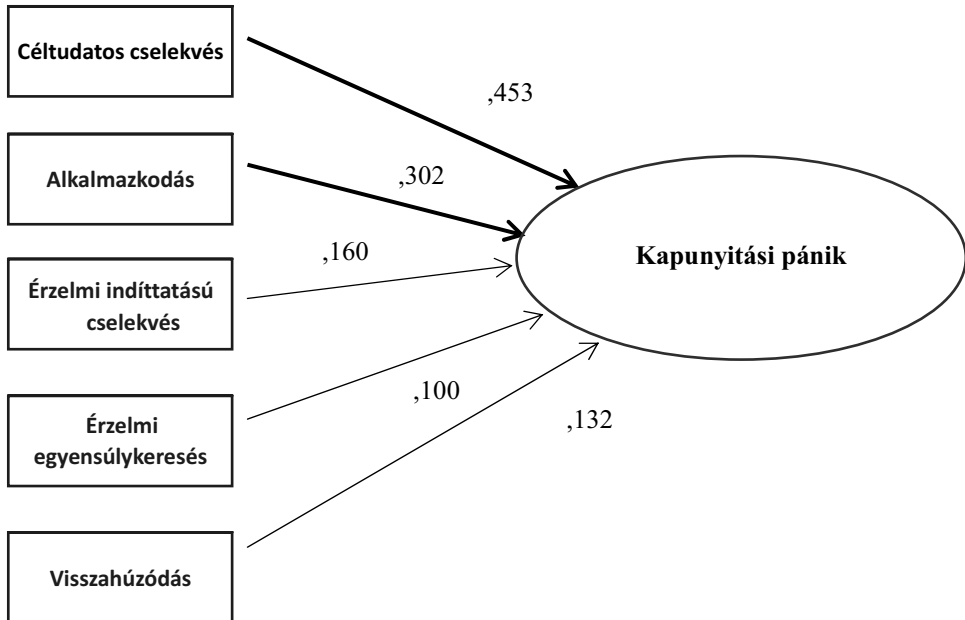 Céltudatos cselekvés
,453
Alkalmazkodás
,302
,160
Kapunyitási pánik
Érzelmi indíttatású
cselekvés
,100
,132
Érzelmi
egyensúlykeresés
Visszahúzódás